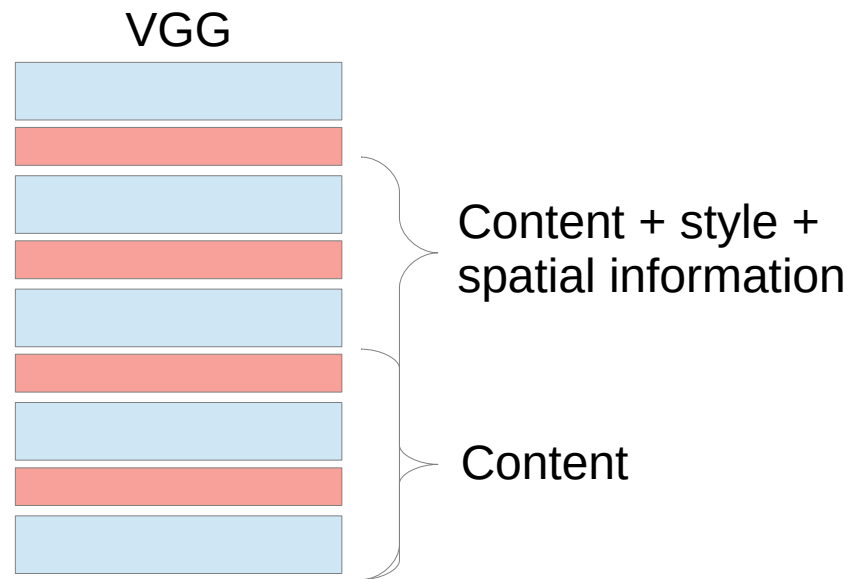 VGG
Content + style +
spatial information
Content